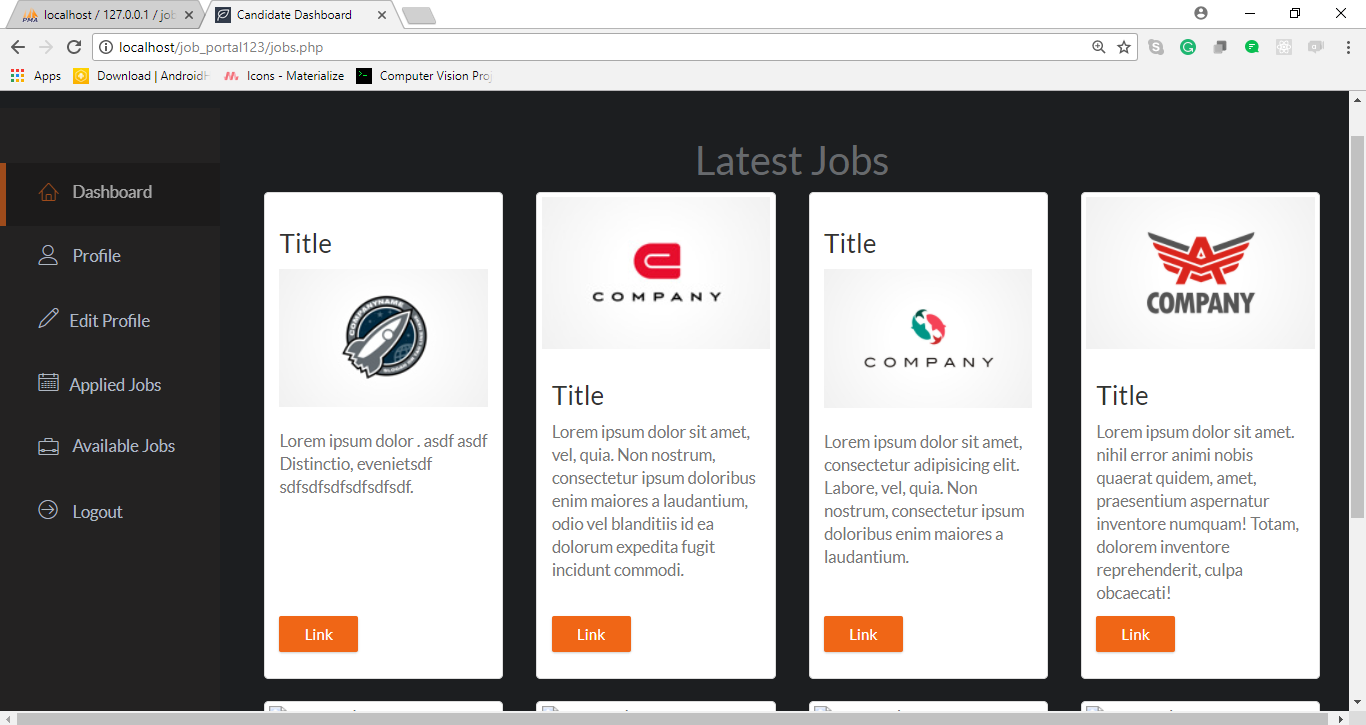 localhost / 127.0.0.1 / job
Candidate Dashboard
localhost/job_portal123/jobs.php
Apps
Download | AndroidH
Icons - Materialize
Computer Vision Proj
Dashboard
Profile
Edit Profile
Applied Jobs
Available Jobs
Logout
Latest Jobs
Title
COMPANYNAME
Lorem ipsum dolor . asdf asdf
Distinctio, evenietsdf
sdfsdfsdfsdfsdfsdf.
Link
COMPANY
Title
Lorem ipsum dolor sit amet,
vel, quia. Non nostrum,
consectetur ipsum doloribus
enim maiores a laudantium,
odio vel blanditiis id ea
dolorum expedita fugit
incidunt commodi.
Link
Title
COMPANY
Lorem ipsum dolor sit amet,
consectetur adipisicing elit.
Labore, vel, quia. Non
nostrum, consectetur ipsum
doloribus enim maiores a
laudantium.
Link
COMPANY
Title
Lorem ipsum dolor sit amet.
nihil error animi nobis
quaerat quidem, amet,
praesentium aspernatur
inventore numquam! Totam,
dolorem inventore
reprehenderit, culpa
obcaecati!
Link